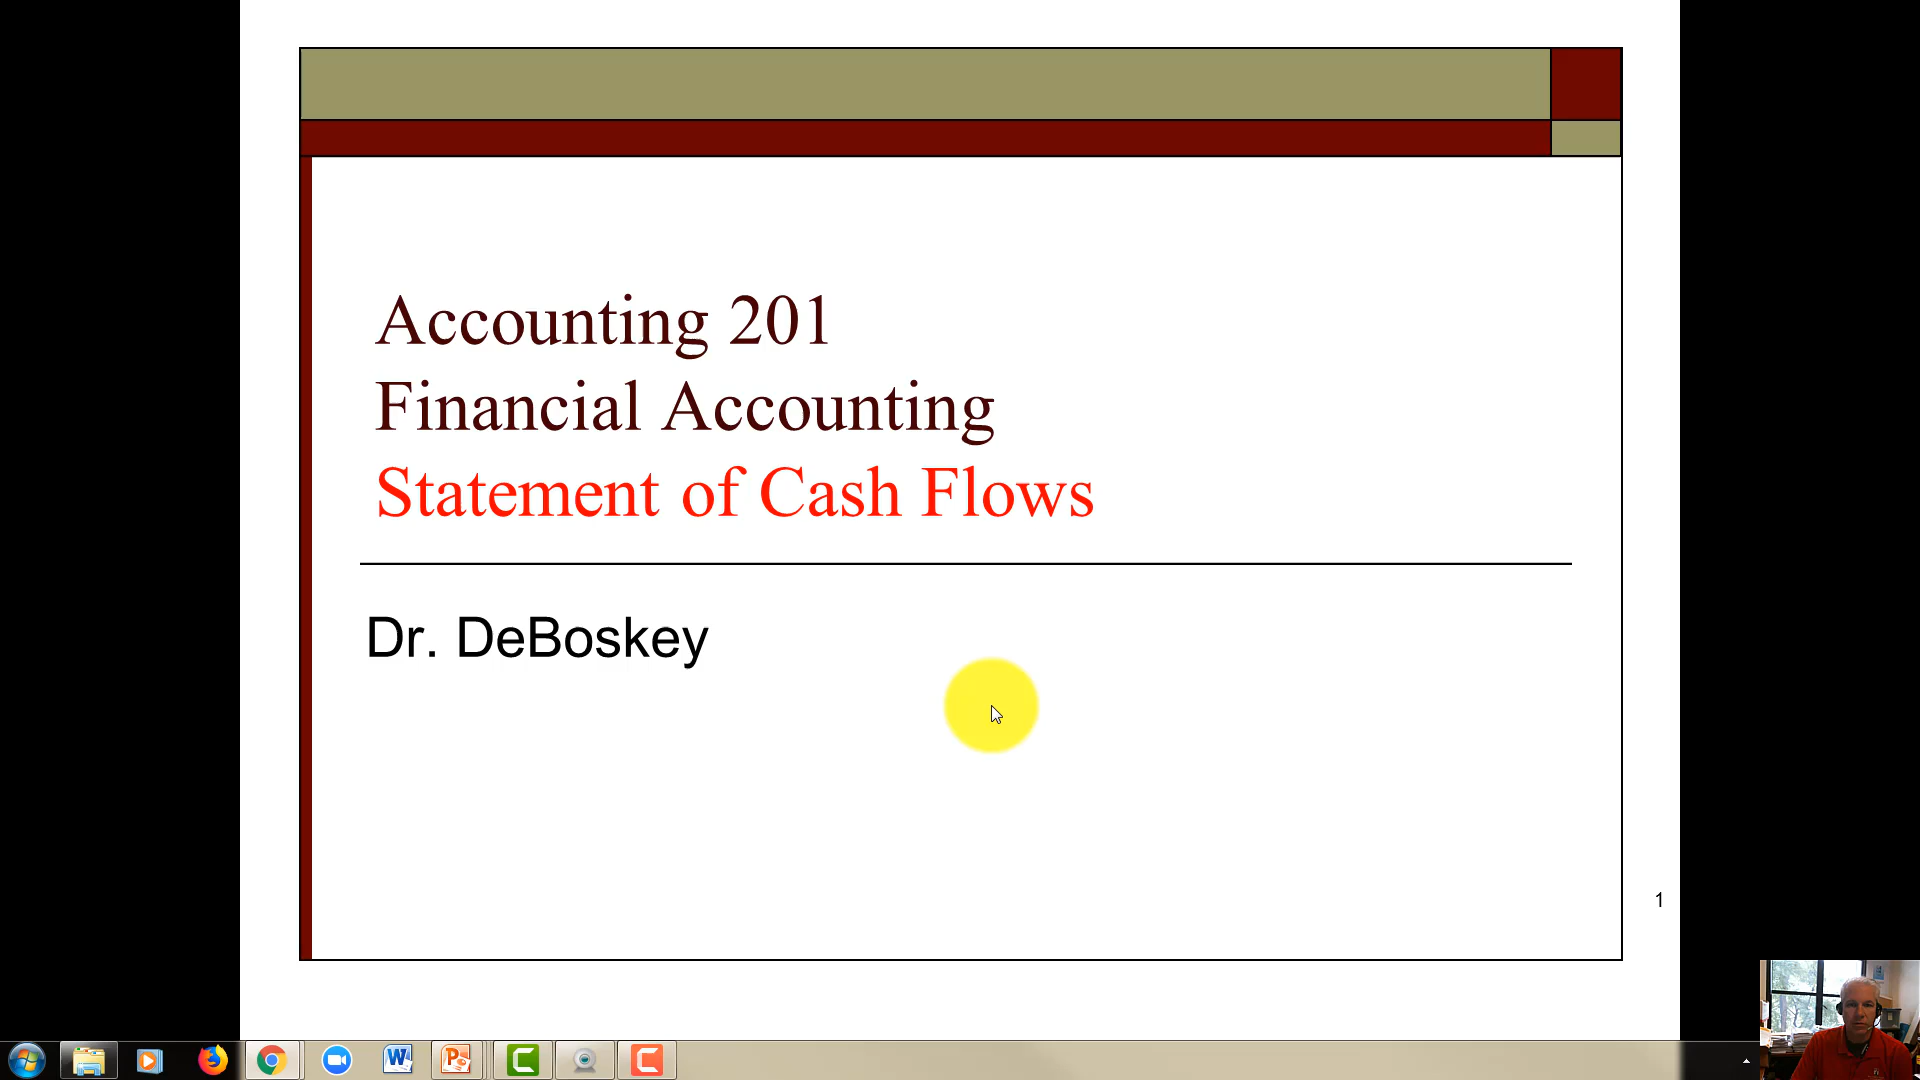 Accounting 201
Financial Accounting
Statement of Cash Flows
Dr. DeBoskey
1